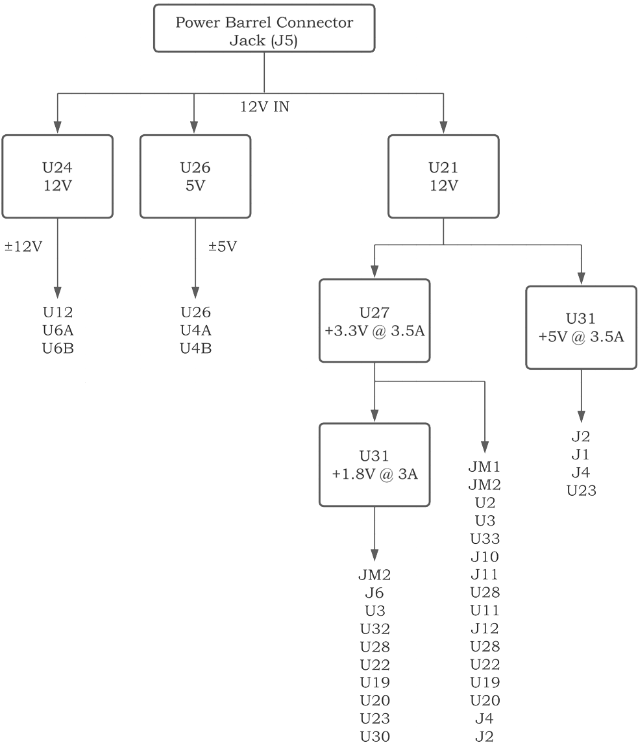 Power Barrel Connector
Jack (J5)
12V IN
U24
12V
U26
5V
U21
12V
±12V
±5V
U12
U6A
U6B
U26
U4A
U4B
U27
+3.3V @ 3.5A
U31
+5V @ 3.5A
U31
+1.8V @ 3A
J2
J1
J4
U23
JM1
JM2
U2
U3
U33
J10
J11
U28
U11
J12
U28
U22
U19
U20
J4
J2
JM2
J6
U3
U32
U28
U22
U19
U20
U23
U30